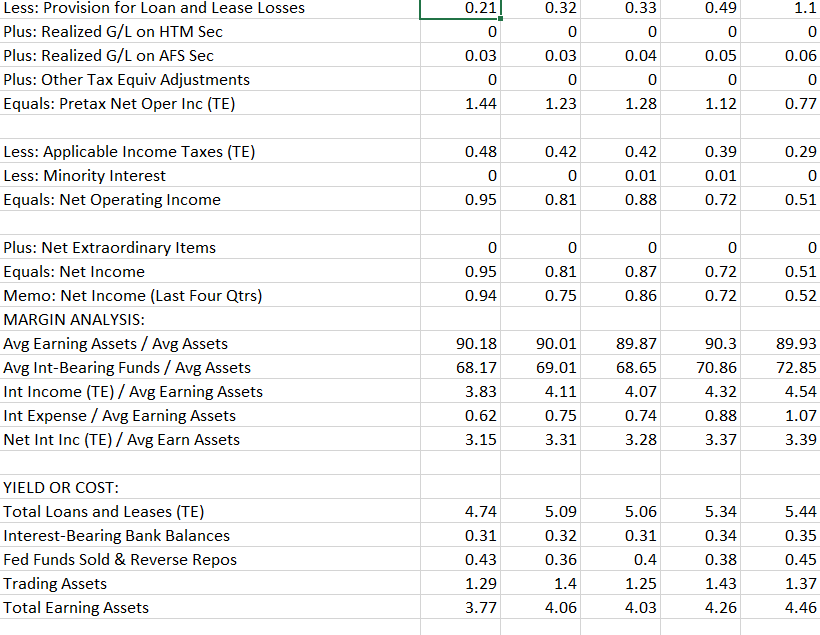 Less: Provision for Loan and Lease Losses 0.21 0.32 0.33 0.49 1.1
Plus: Realized G/L on HTM Sec 0 0 0 0 0
Plus: Realized G/L on AFS Sec 0.03 0.03 0.04 0.05 0.06
Plus: Other Tax Equiv Adjustments 0 0 0 0 0
Equals: Pretax Net Oper Inc (TE) 1.44 1.23 1.28 1.12 0.77
Less: Applicable Income Taxes (TE) 0.48 0.42 0.42 0.39 0.29
Less: Minority Interest 0 0 0.01 0.01 0
Equals: Net Operating Income 0.95 0.81 0.88 0.72 0.51
Plus: Net Extraordinary Items 0 0 0 0 0
Equals: Net Income 0.95 0.81 0.87 0.72 0.51
Memo: Net Income (Last Four Qtrs) 0.94 0.75 0.86 0.72 0.52
MARGIN ANALYSIS:
Avg Earning Assets / Avg Assets 90.18 90.01 89.87 90.3 89.93
Avg Int-Bearing Funds / Avg Assets 68.17 69.01 68.65 70.86 72.85
Int Income (TE) / Avg Earning Assets 3.83 4.11 4.07 4.32 4.54
Int Expense / Avg Earning Assets 0.62 0.75 0.74 0.88 1.07
Net Int Inc (TE) / Avg Earn Assets 3.15 3.31 3.28 3.37 3.39
YIELD OR COST:
Total Loans and Leases (TE) 4.74 5.09 5.06 5.34 5.44
Interest-Bearing Bank Balances 0.31 0.32 0.31 0.34 0.35
Fed Funds Sold & Reverse Repos 0.43 0.36 0.4 0.38 0.45
Trading Assets 1.29 1.4 1.25 1.43 1.37
Total Earning Assets 3.77 4.06 4.03 4.26 4.46